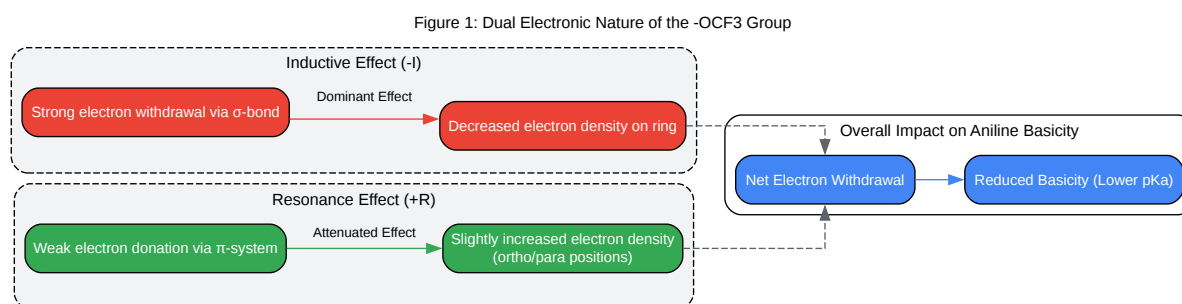 Figure 1: Dual Electronic Nature of the -OCF3 Group
Inductive Effect (-I)
Strong electron withdrawal via σ-bond
Dominant Effect
Decreased electron density on ring
Resonance Effect (+R)
Weak electron donation via π-system
Attenuated Effect
Slightly increased electron density
(ortho/para positions)
Overall Impact on Aniline Basicity
Net Electron Withdrawal
Reduced Basicity (Lower pKa)